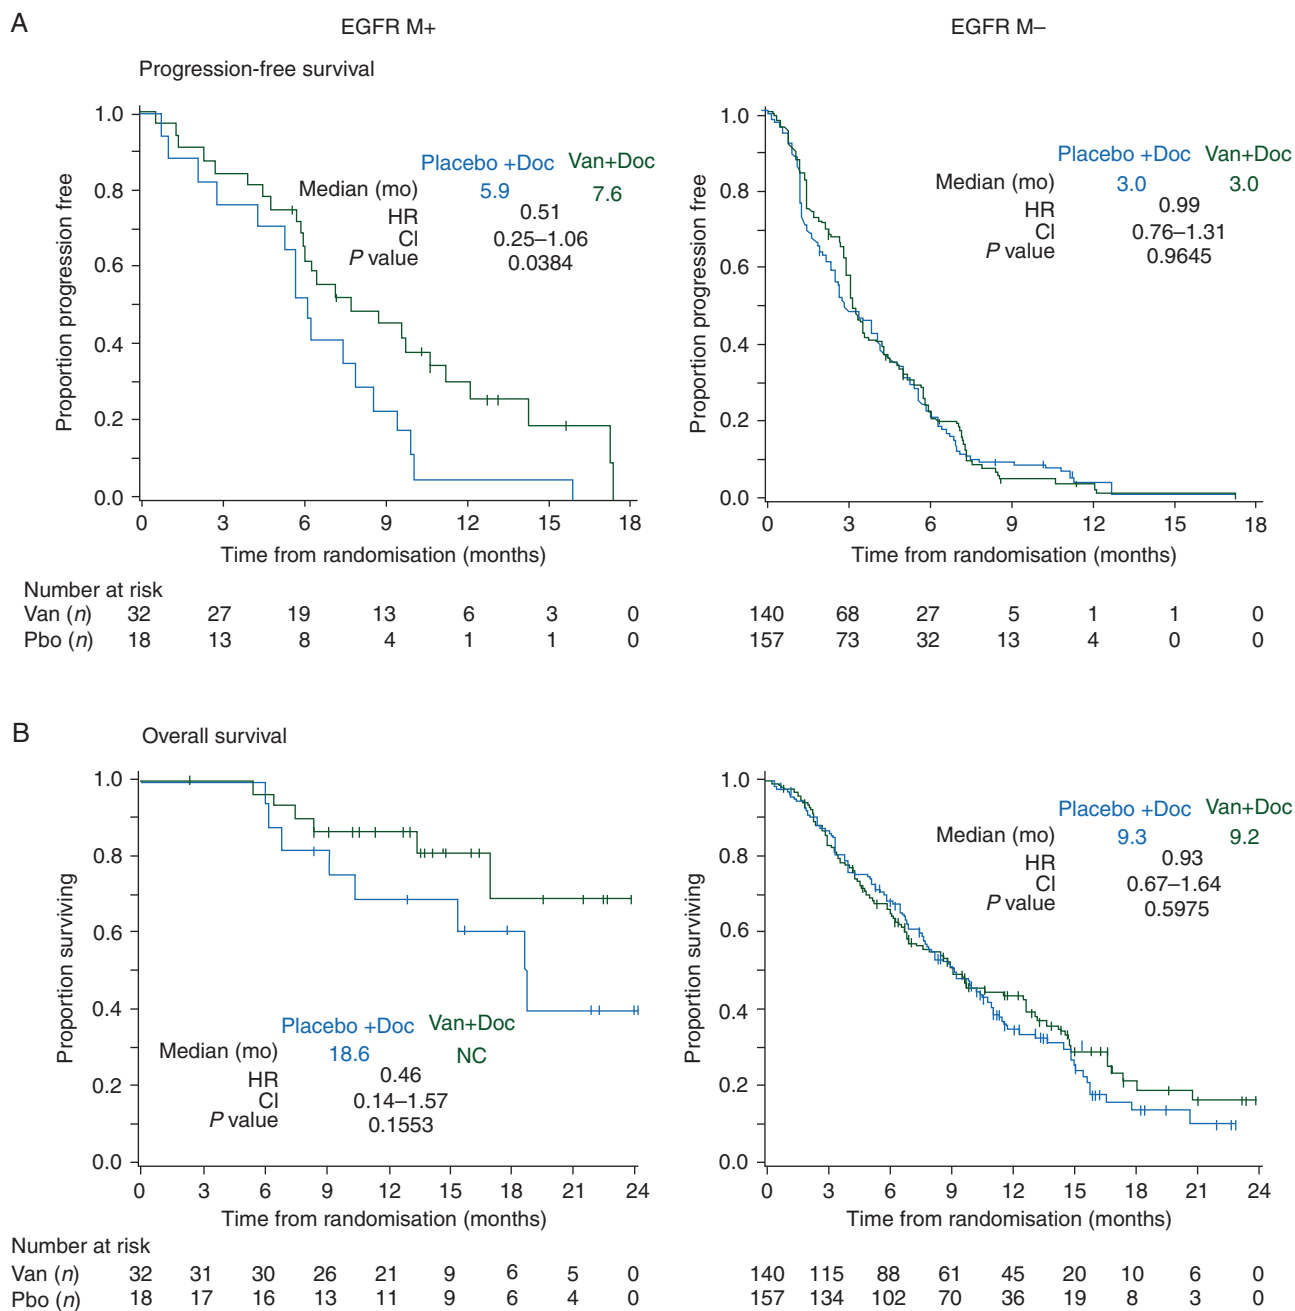 A
EGFR M+
EGFR M–
Progression-free survival
Proportion progression free
1.0
0.8
0.6
0.4
0.2
0.0
Placebo +Doc Van+Doc
Median (mo) 5.9 7.6
HR 0.51
CI 0.25–1.06
P value 0.0384
0 3 6 9 12 15 18
Time from randomisation (months)
Proportion progression free
1.0
0.8
0.6
0.4
0.2
0.0
Placebo +Doc Van+Doc
Median (mo) 3.0 3.0
HR 0.99
CI 0.76–1.31
P value 0.9645
0 3 6 9 12 15 18
Time from randomisation (months)
Number at risk
Van (n) 32 27 19 13 6 3 0 140 68 27 5 1 1 0
Pbo (n) 18 13 8 4 1 1 0 157 73 32 13 4 0 0
B
Overall survival
Proportion surviving
1.0
0.8
0.6
0.4
0.2
0.0
Placebo +Doc Van+Doc
Median (mo) 18.6 NC
HR 0.46
CI 0.14–1.57
P value 0.1553
0 3 6 9 12 15 18 21 24
Time from randomisation (months)
Proportion surviving
1.0
0.8
0.6
0.4
0.2
0.0
Placebo +Doc Van+Doc
Median (mo) 9.3 9.2
HR 0.93
CI 0.67–1.64
P value 0.5975
0 3 6 9 12 15 18 21 24
Time from randomisation (months)
Number at risk
Van (n) 32 31 30 26 21 9 6 5 0 140 115 88 61 45 20 10 6 0
Pbo (n) 18 17 16 13 11 9 6 4 0 157 134 102 70 36 19 8 3 0